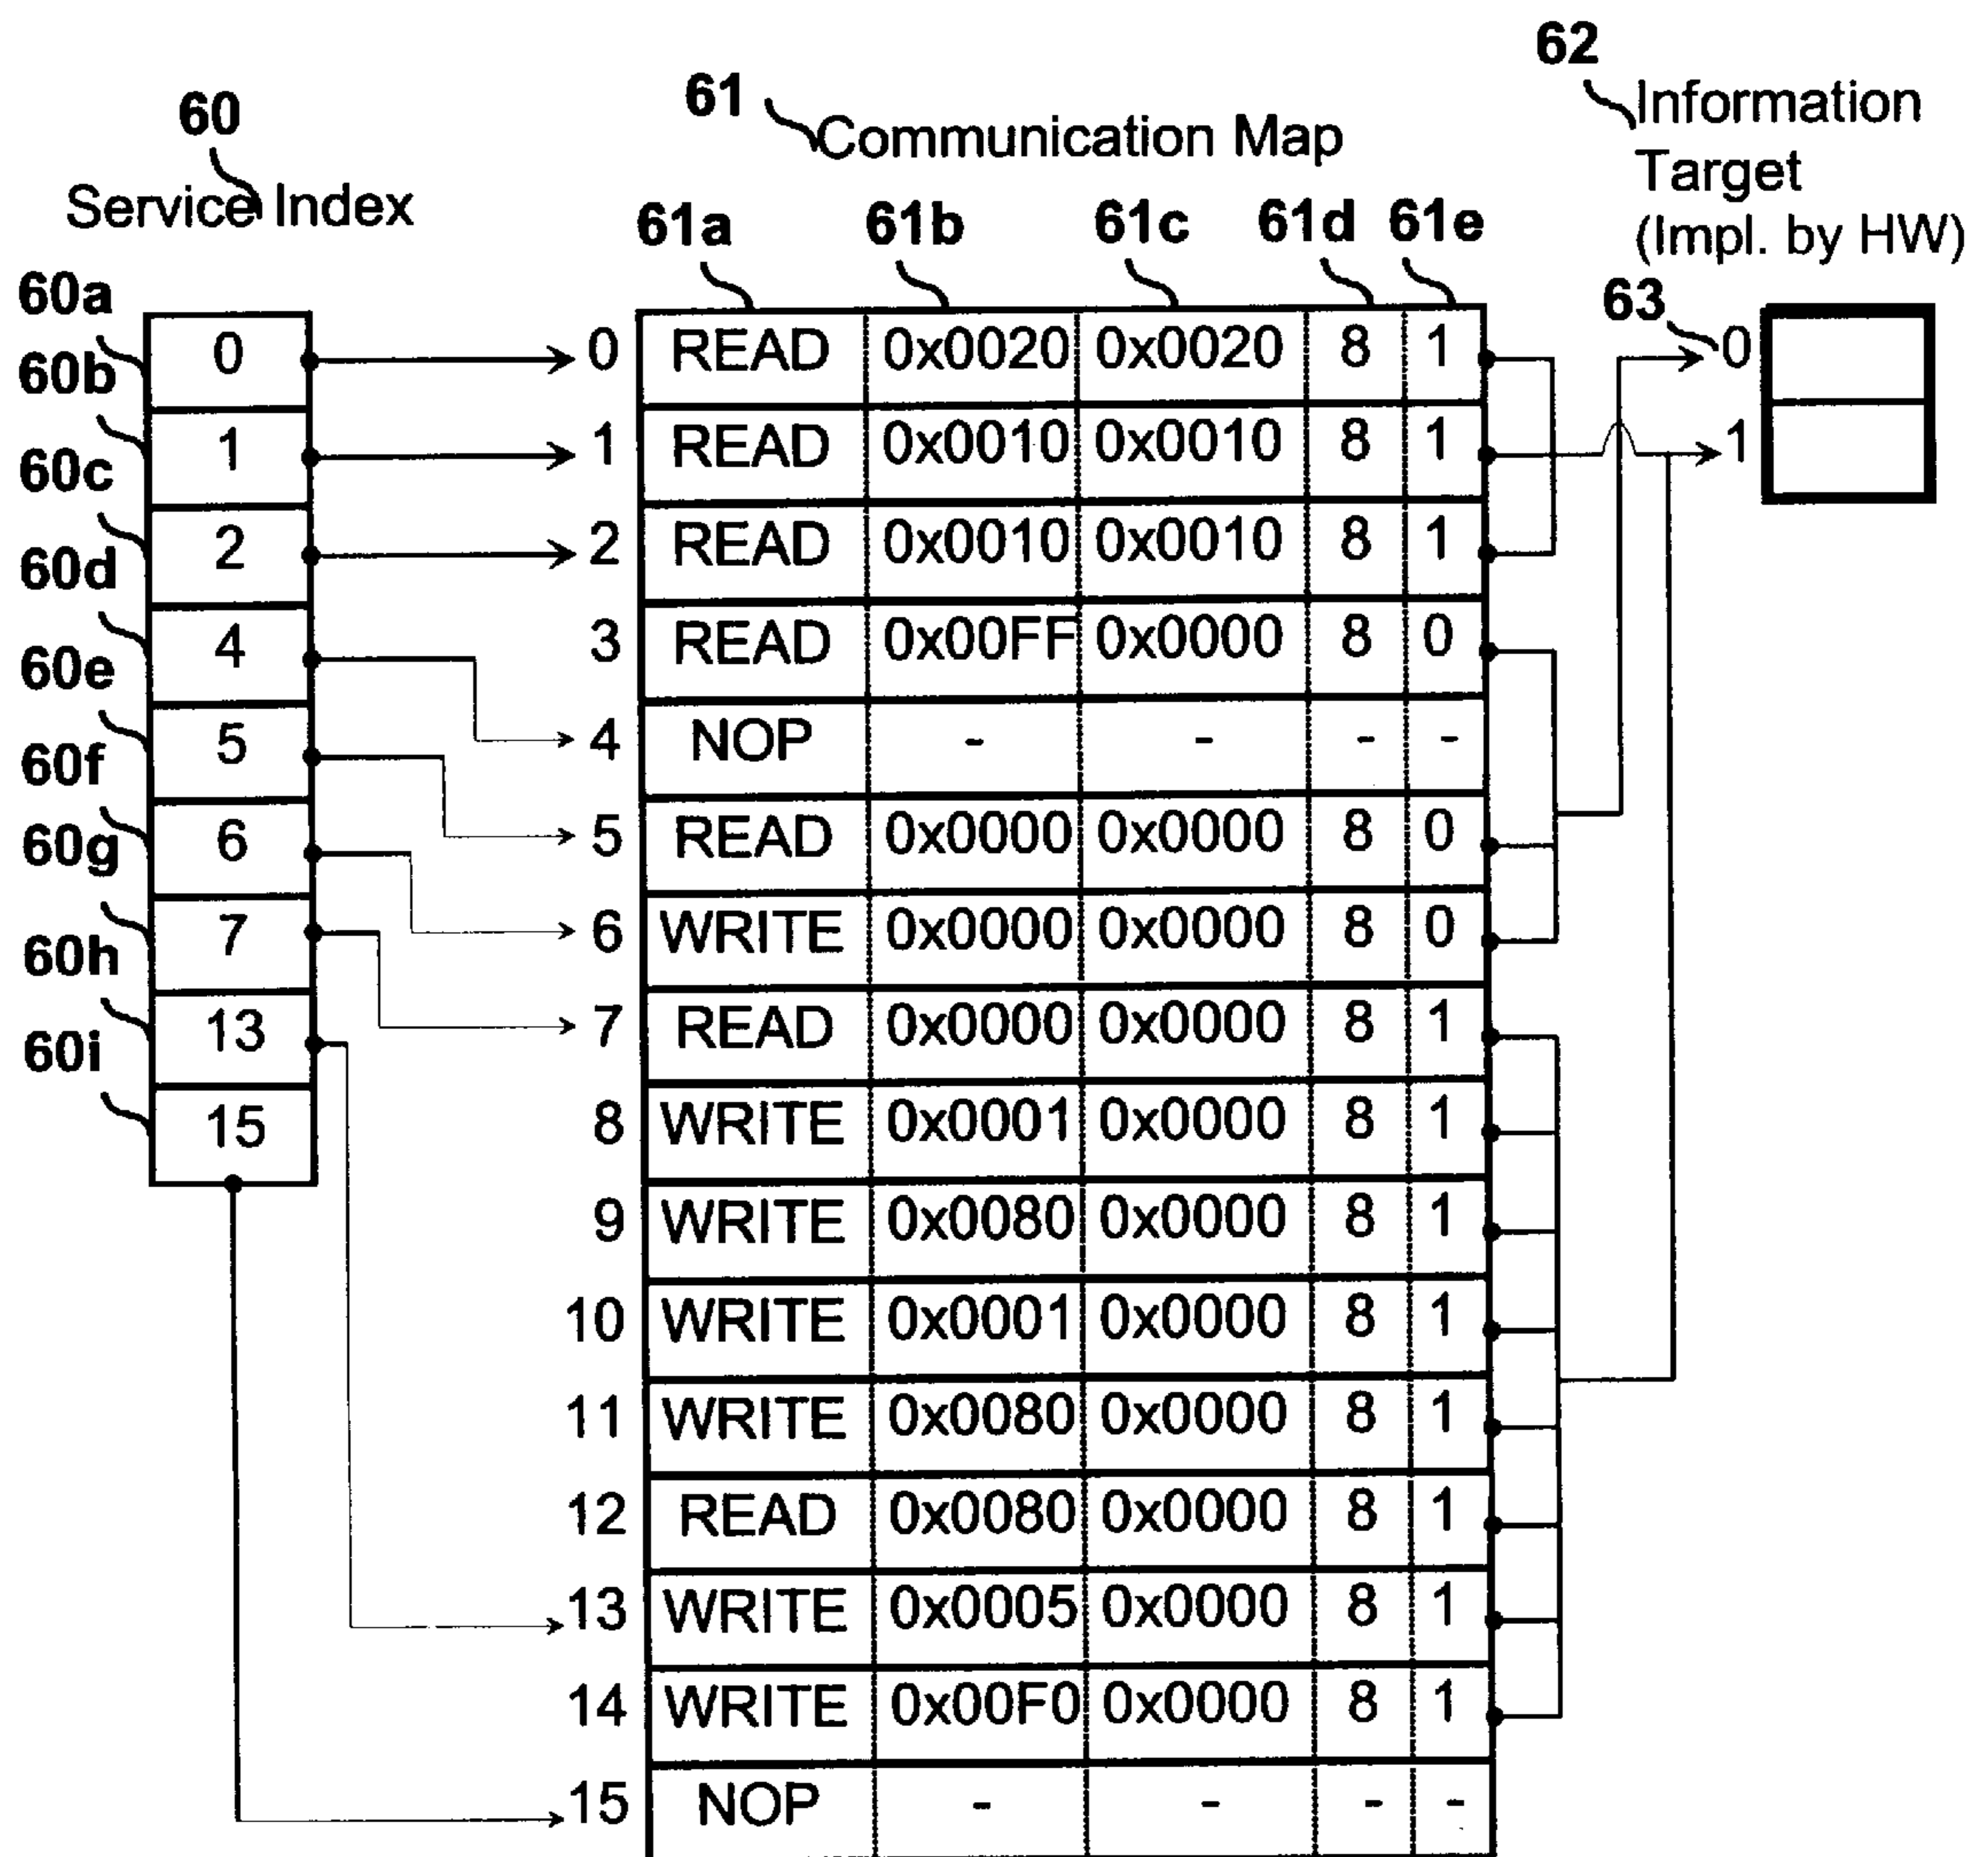 60
Service Index
61
Communication Map
62
Information
Target
(Impl. by HW)
61a 61b 61c 61d 61e
63
60a
60b
60c
60d
60e
60f
60g
60h
60i
0
1
2
4
5
6
7
13
15
0 READ 0x0020 0x0020 8 1
1 READ 0x0010 0x0010 8 1
2 READ 0x0010 0x0010 8 1
3 READ 0x00FF 0x0000 8 0
4 NOP - - - -
5 READ 0x0000 0x0000 8 0
6 WRITE 0x0000 0x0000 8 0
7 READ 0x0000 0x0000 8 1
8 WRITE 0x0001 0x0000 8 1
9 WRITE 0x0080 0x0000 8 1
10 WRITE 0x0001 0x0000 8 1
11 WRITE 0x0080 0x0000 8 1
12 READ 0x0080 0x0000 8 1
13 WRITE 0x0005 0x0000 8 1
14 WRITE 0x00F0 0x0000 8 1
15 NOP - - - -
0
1